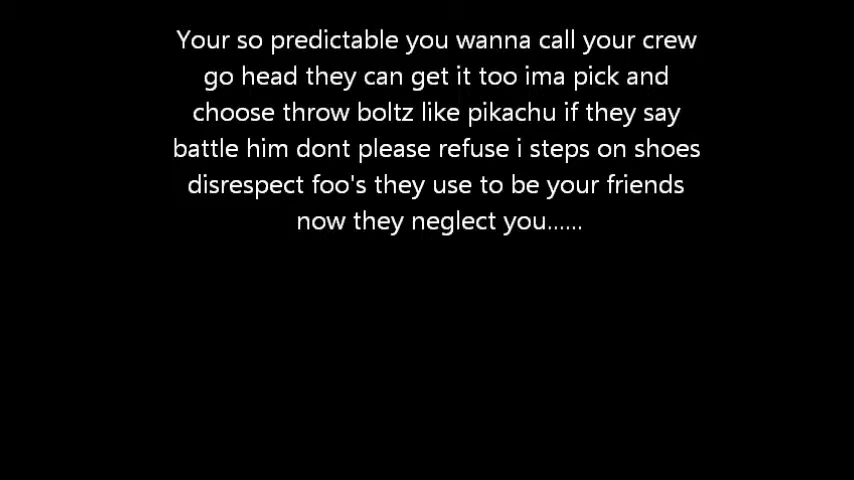 Your so predictable you wanna call your crew
go head they can get it too ima pick and
choose throw boltz like pikachu if they say
battle him dont please refuse i steps on shoes
disrespect foo's they use to be your friends
now they neglect you......